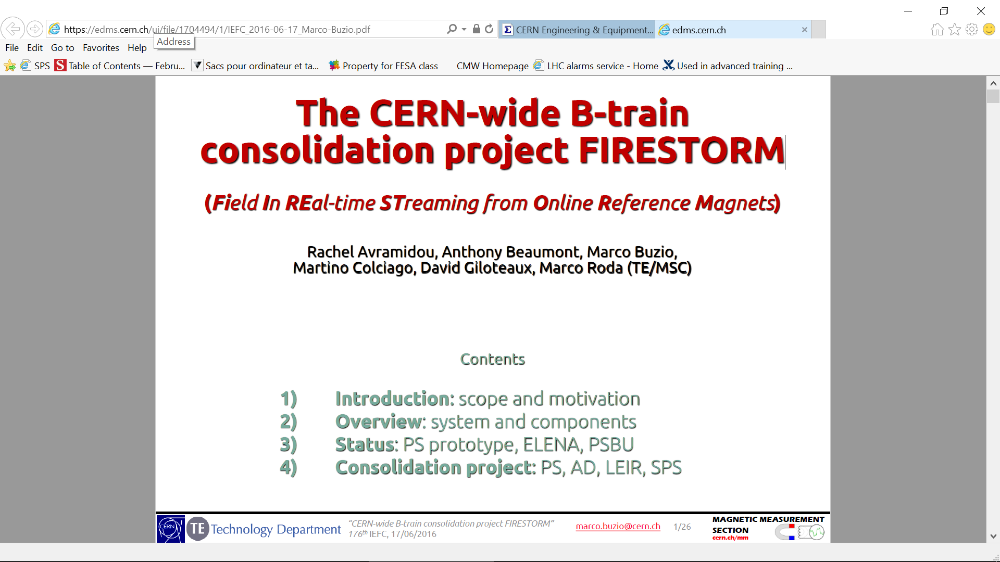 https://edms.cern.ch/ui/file/1704494/1/IEFC_2016-06-17_Marco-Buzio.pdf
CERN Engineering & Equipment...
edms.cern.ch
Address
File Edit Go to Favorites Help
SPS Table of Contents — Febru... Sacs pour ordinateur et ta... Property for FESA class CMW Homepage LHC alarms service - Home Used in advanced training ...
The CERN-wide B-train
consolidation project FIRESTORM
(Field In REal-time STreaming from Online Reference Magnets)
Rachel Avramidou, Anthony Beaumont, Marco Buzio,
Martino Colciago, David Giloteaux, Marco Roda (TE/MSC)
Contents
1) Introduction: scope and motivation
2) Overview: system and components
3) Status: PS prototype, ELENA, PSBU
4) Consolidation project: PS, AD, LEIR, SPS
CERN
TE Technology Department
“CERN-wide B-train consolidation project FIRESTORM”
176th IEFC, 17/06/2016
marco.buzio@cern.ch
1/26
MAGNETIC MEASUREMENT
SECTION
cern.ch/mm